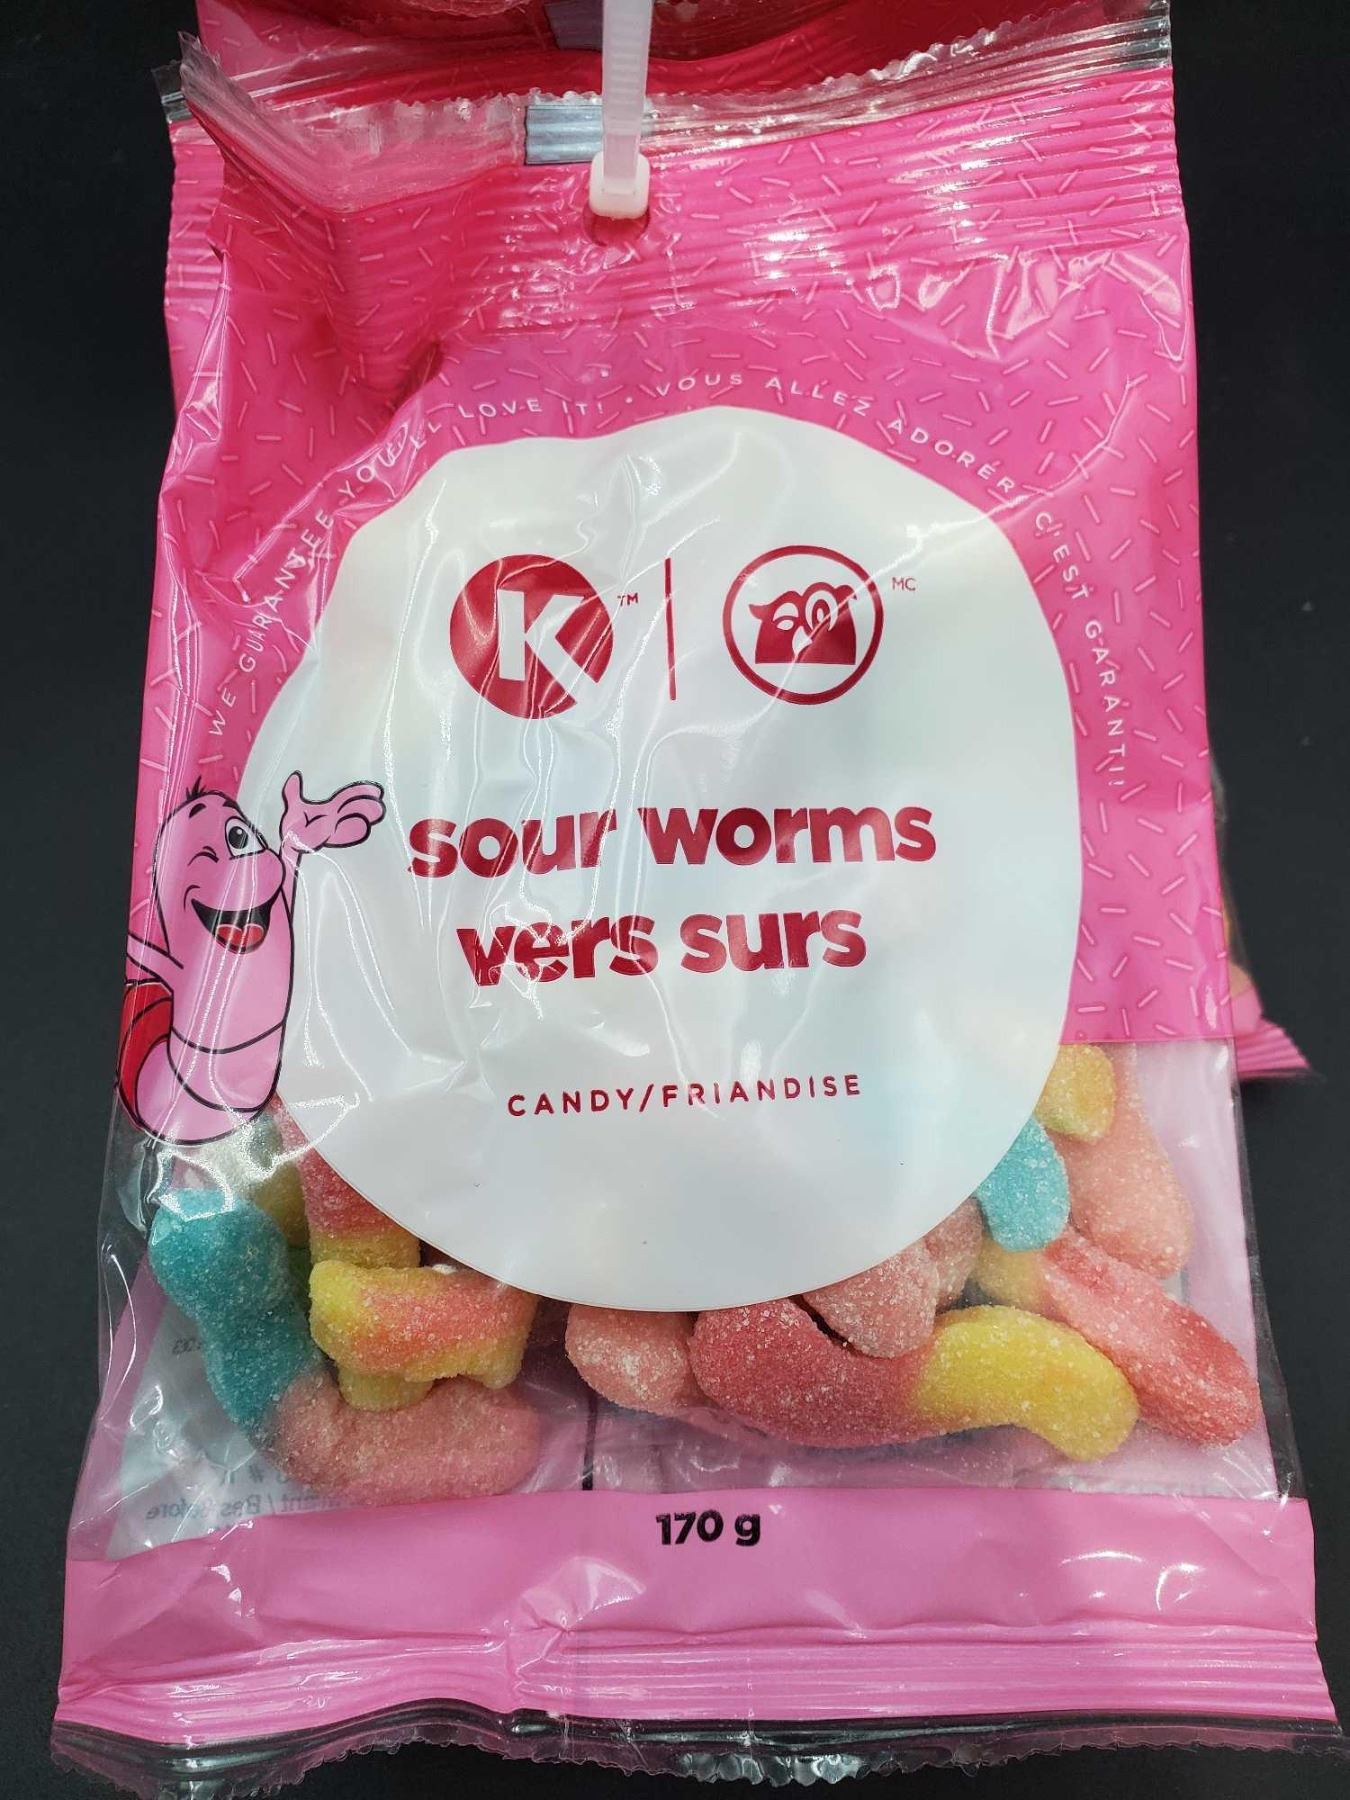 WE GUARANTEE YOU'LL LOVE IT! • VOUS ALLEZ ADORER, C'EST GARANTI!
K TM MC
sour worms
vers surs
CANDY/FRIANDISE
170 g